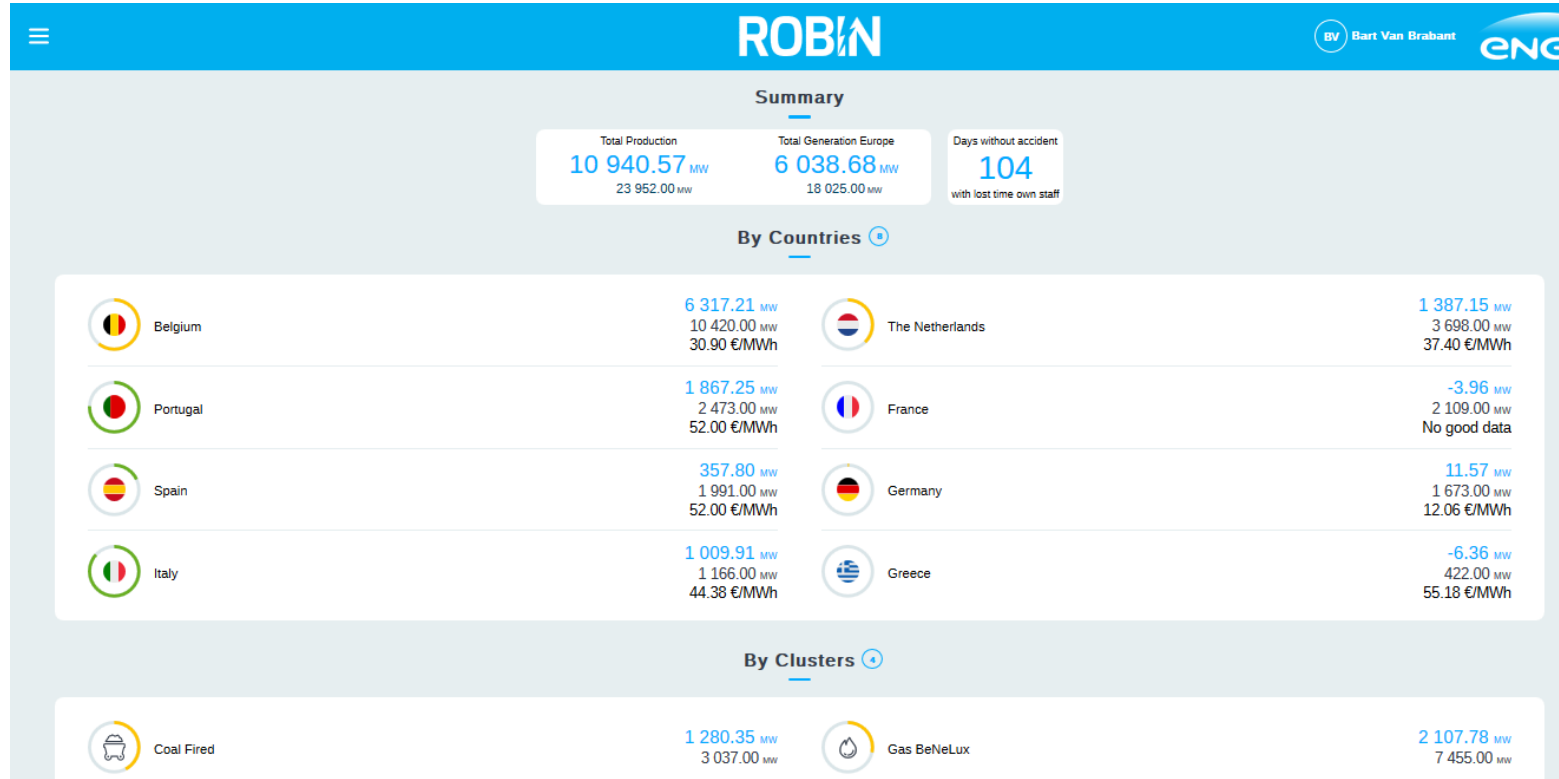 ROBIN
BV Bart Van Brabant
Summary
Total Production
10 940.57 MW
23 952.00 MW
Total Generation Europe
6 038.68 MW
18 025.00 MW
Days without accident
104
with lost time own staff
By Countries 8
Belgium
6 317.21 MW
10 420.00 MW
30.90 €/MWh
The Netherlands
1 387.15 MW
3 698.00 MW
37.40 €/MWh
Portugal
1 867.25 MW
2 473.00 MW
52.00 €/MWh
France
-3.96 MW
2 109.00 MW
No good data
Spain
357.80 MW
1 991.00 MW
52.00 €/MWh
Germany
11.57 MW
1 673.00 MW
12.06 €/MWh
Italy
1 009.91 MW
1 166.00 MW
44.38 €/MWh
Greece
-6.36 MW
422.00 MW
55.18 €/MWh
By Clusters 4
Coal Fired
1 280.35 MW
3 037.00 MW
Gas BeNeLux
2 107.78 MW
7 455.00 MW